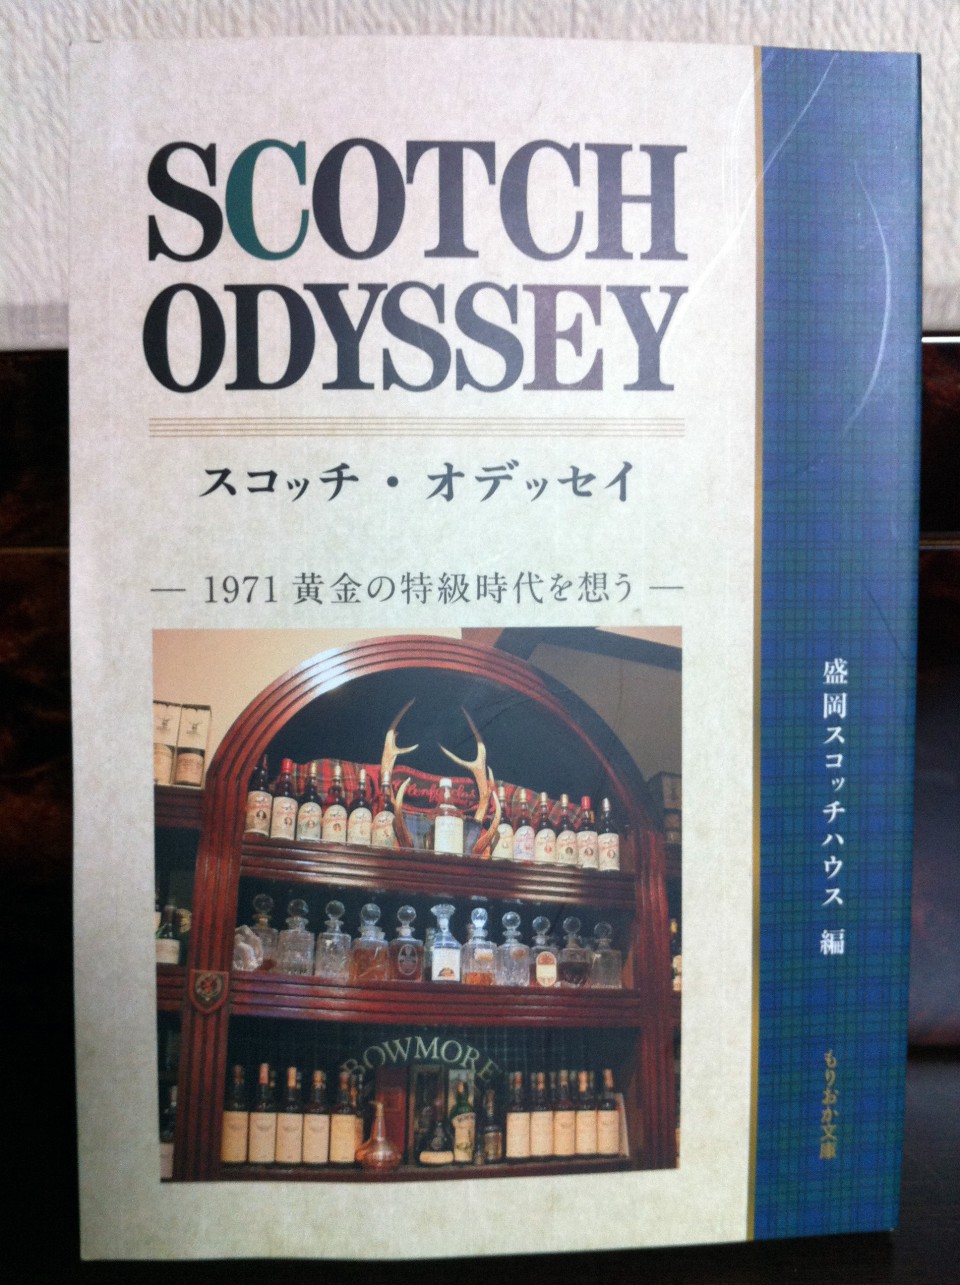 SCOTCH
ODYSSEY
スコッチ・オデッセイ
— 1971 黄金の特級時代を想う —
BOWMORE
盛岡スコッチハウス 編
もりおか文庫